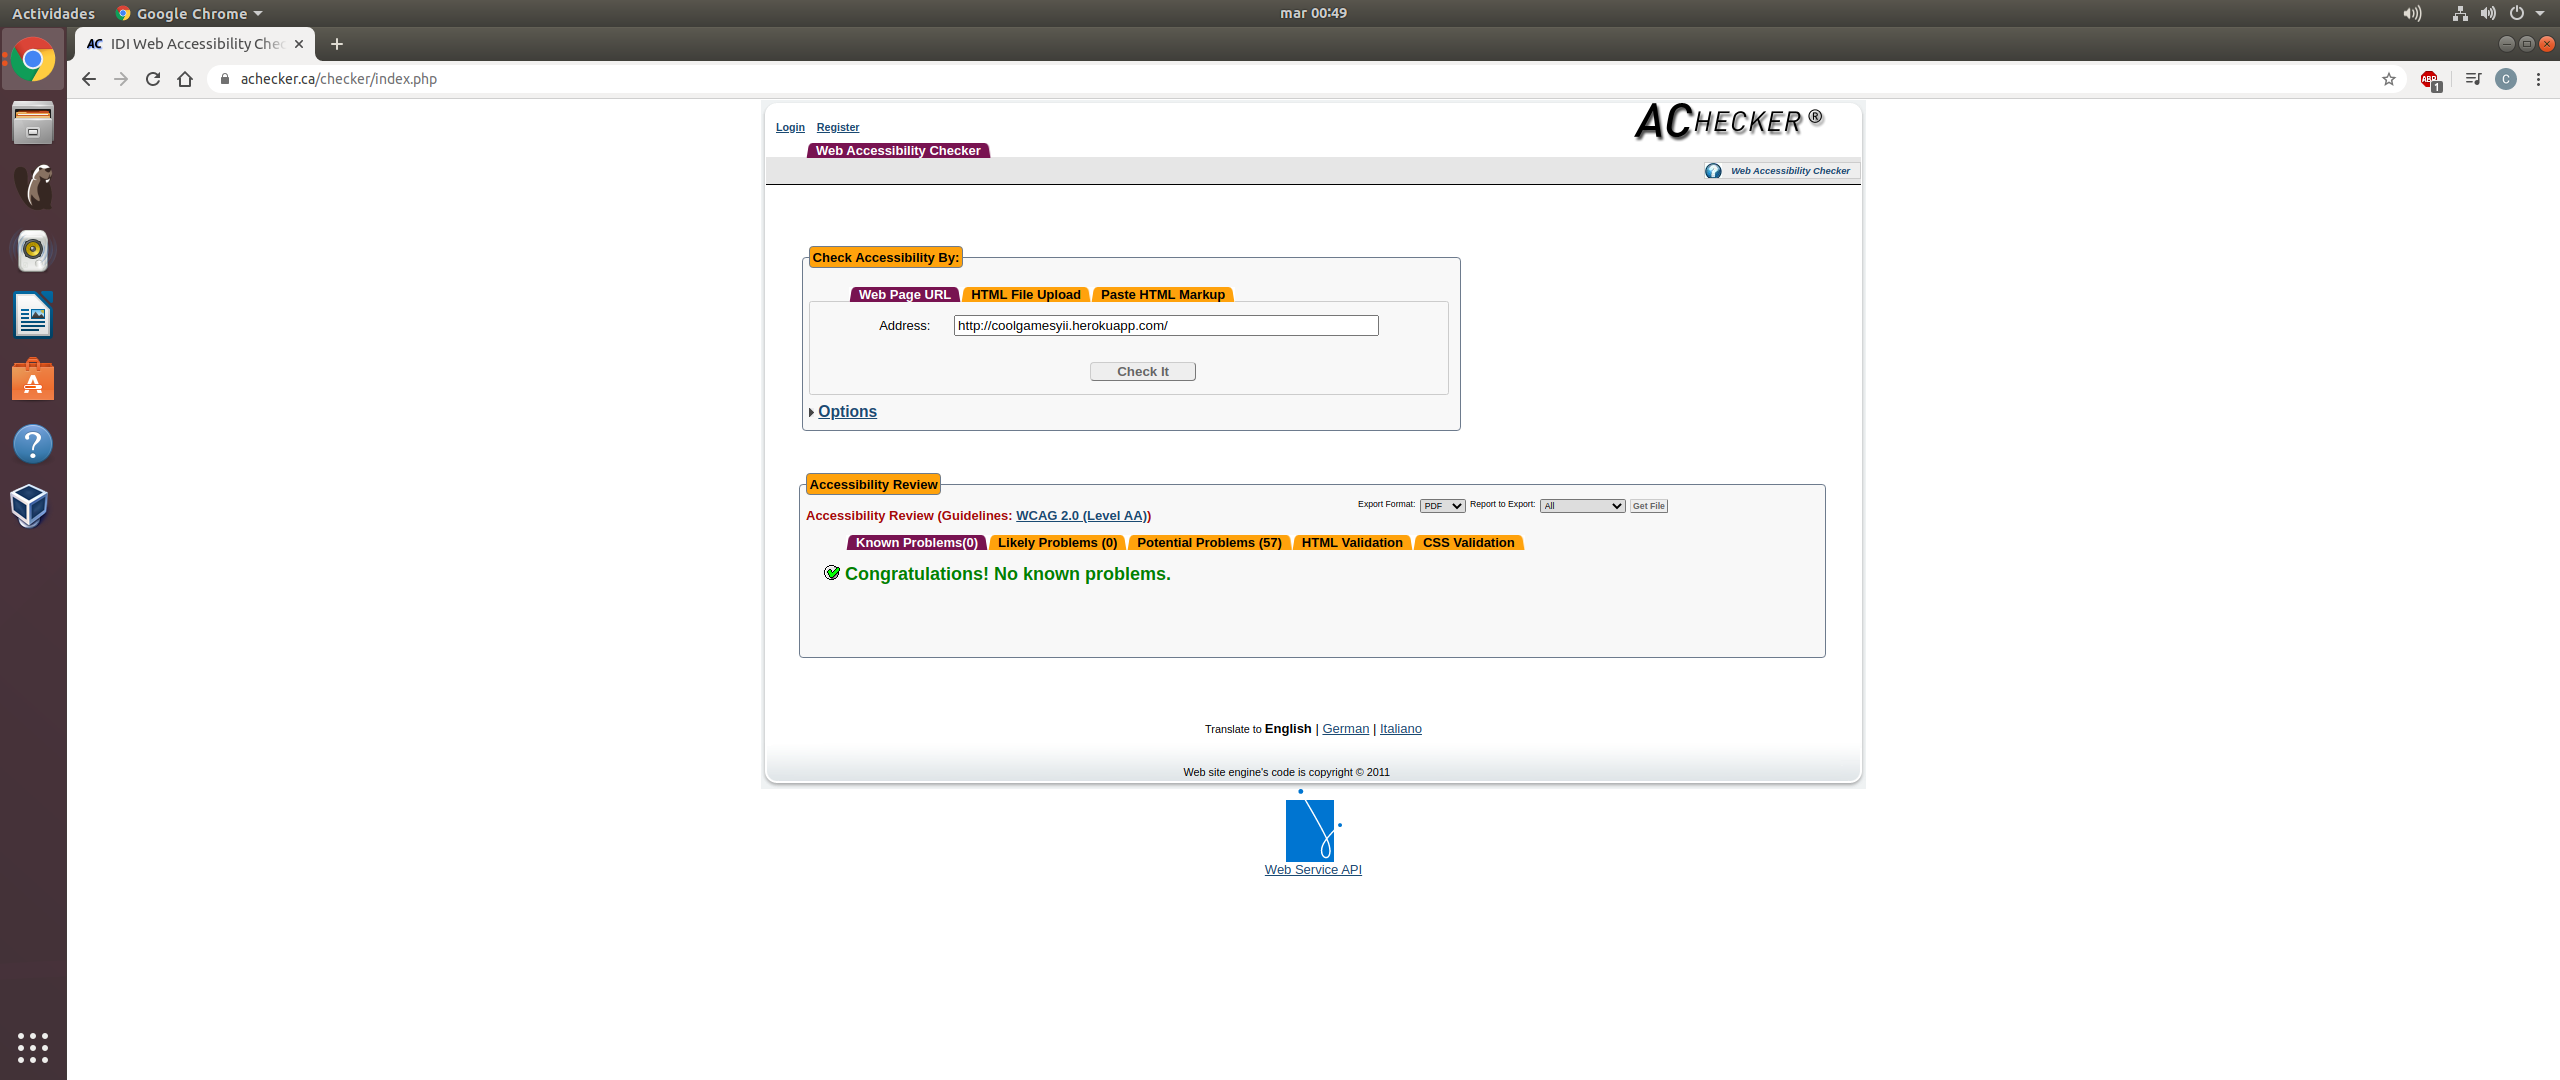 Actividades Google Chrome mar 00:49
AC IDI Web Accessibility Chec
achecker.ca/checker/index.php ABP 1 C
Login Register ACHECKER ®
Web Accessibility Checker
? Web Accessibility Checker
Check Accessibility By:
Web Page URL HTML File Upload Paste HTML Markup
Address: http://coolgamesyii.herokuapp.com/
Check It
Options
Accessibility Review
Export Format: PDF Report to Export: All Get File
Accessibility Review (Guidelines: WCAG 2.0 (Level AA))
Known Problems(0) Likely Problems (0) Potential Problems (57) HTML Validation CSS Validation
Congratulations! No known problems.
Translate to English | German | Italiano
Web site engine's code is copyright © 2011
Web Service API